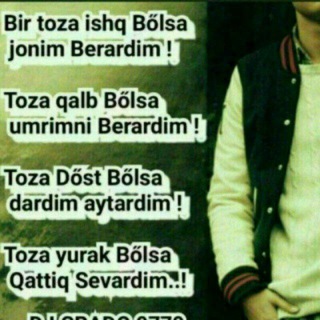 Bir toza ishq Bőlsa
jonim Berardim !
Toza qalb Bőlsa
umrimni Berardim !
Toza Dőst Bőlsa
dardim aytardim !
Toza yurak Bőlsa
Qattiq Sevardim..!